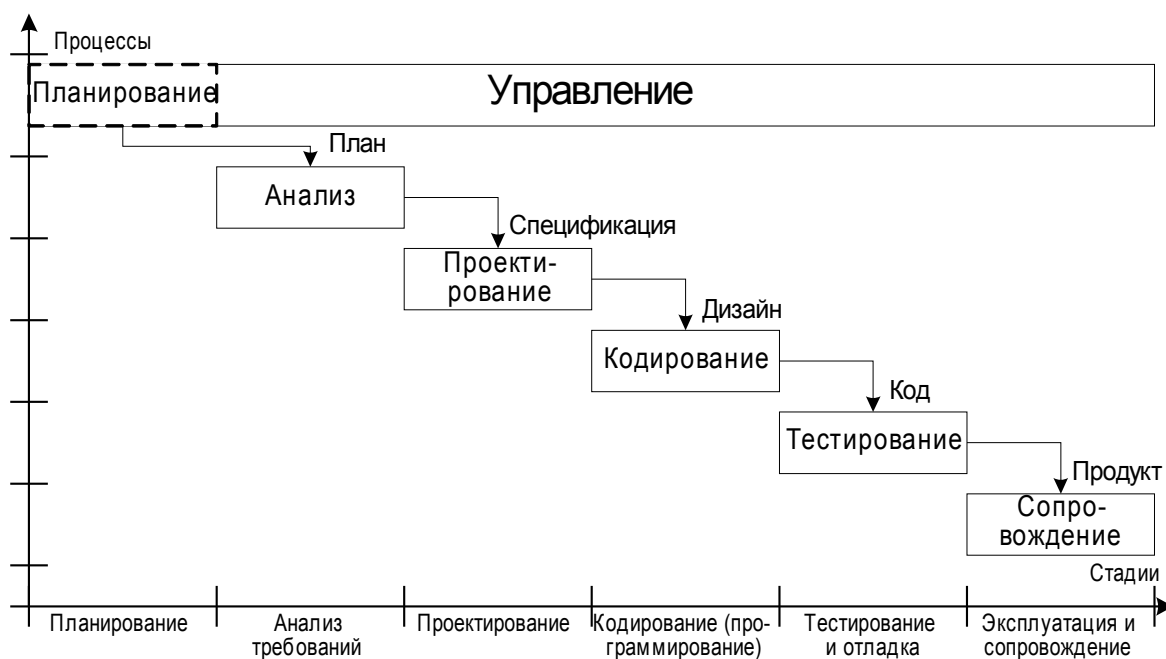 Процессы
Планирование
Управление
План
Анализ
Спецификация
Проекти-
рование
Дизайн
Кодирование
Код
Тестирование
Продукт
Сопро-
вождение
Стадии
Планирование
Анализ
требований
Проектирование
Кодирование (про-
граммирование)
Тестирование
и отладка
Эксплуатация и
сопровождение